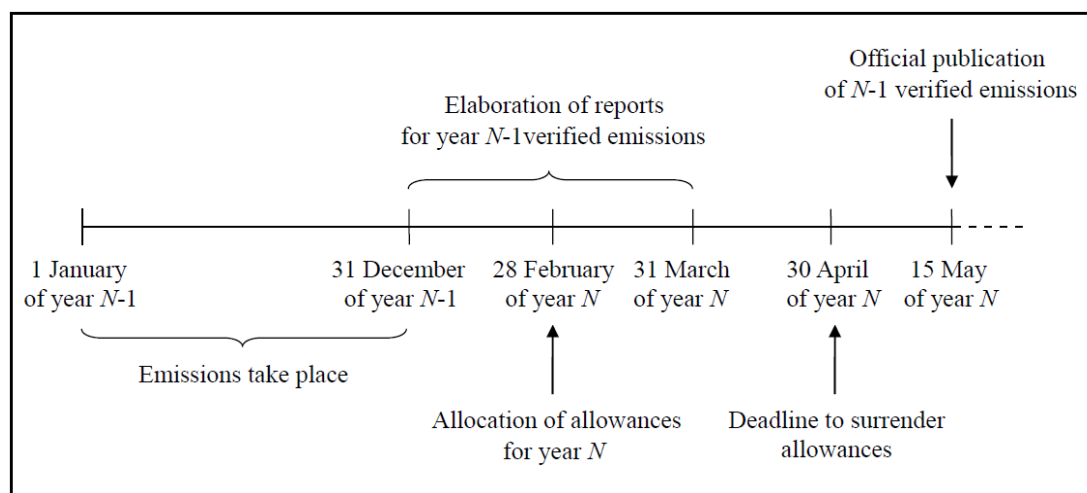 Official publication
of N-1 verified emissions
Elaboration of reports
for year N-1verified emissions
1 January
of year N-1
31 December
of year N-1
28 February
of year N
31 March
of year N
30 April
of year N
15 May
of year N
Emissions take place
Allocation of allowances
for year N
Deadline to surrender
allowances